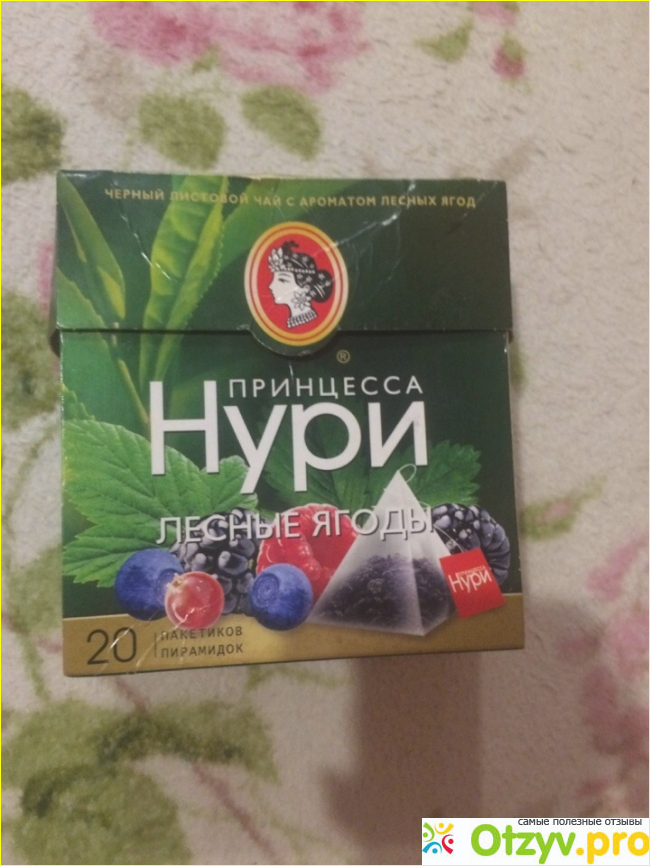 ЧЕРНЫЙ ЛИСТОВОЙ ЧАЙ С АРОМАТОМ ЛЕСНЫХ ЯГОД
®
ПРИНЦЕССА
Нури
ЛЕСНЫЕ ЯГОДЫ
ПРИНЦЕССА
Нури
20 ПАКЕТИКОВ
ПИРАМИДОК
самые полезные отзывы
Otzyv.pro